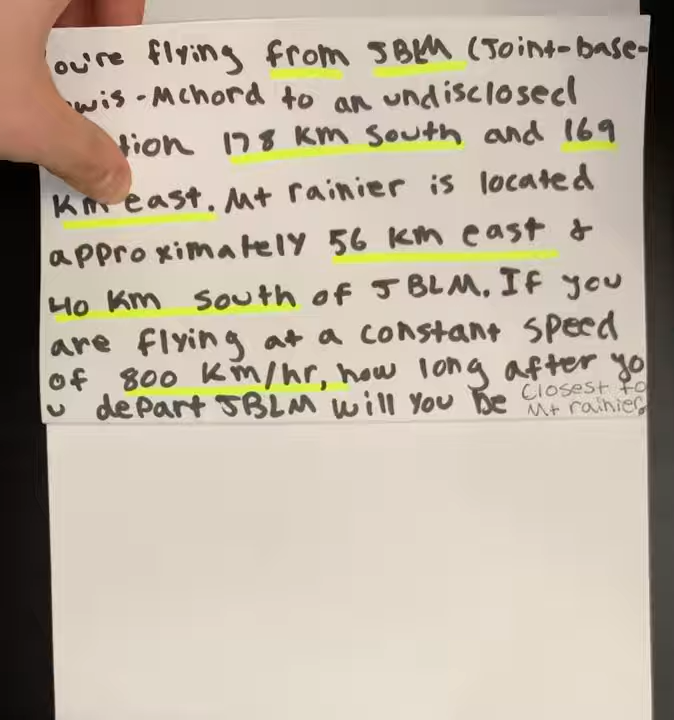 ou're flying from JBLM (Joint-base-
wis-Mchord to an undisclosed
tion 178 Km South and 169
Km east. Mt rainier is located
approximately 56 km east &
40 Km south of JBLM. If you
are flying at a constant speed
of 800 Km/hr, how long after yo
u depart JBLM will you be closest to
Mt rainier